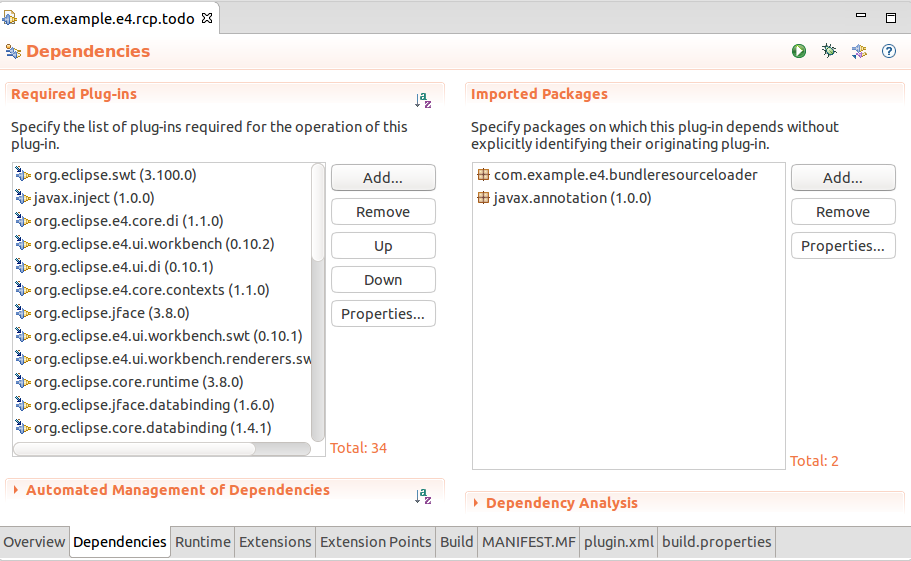 com.example.e4.rcp.todo
Dependencies
Required Plug-ins
Specify the list of plug-ins required for the operation of this
plug-in.
org.eclipse.swt (3.100.0)
javax.inject (1.0.0)
org.eclipse.e4.core.di (1.1.0)
org.eclipse.e4.ui.workbench (0.10.2)
org.eclipse.e4.ui.di (0.10.1)
org.eclipse.e4.core.contexts (1.1.0)
org.eclipse.jface (3.8.0)
org.eclipse.e4.ui.workbench.swt (0.10.1)
org.eclipse.e4.ui.workbench.renderers.sw
org.eclipse.core.runtime (3.8.0)
org.eclipse.jface.databinding (1.6.0)
org.eclipse.core.databinding (1.4.1)
Add...
Remove
Up
Down
Properties...
Total: 34
Automated Management of Dependencies
Imported Packages
Specify packages on which this plug-in depends without
explicitly identifying their originating plug-in.
com.example.e4.bundleresourceloader
javax.annotation (1.0.0)
Add...
Remove
Properties...
Total: 2
Dependency Analysis
Overview Dependencies Runtime Extensions Extension Points Build MANIFEST.MF plugin.xml build.properties